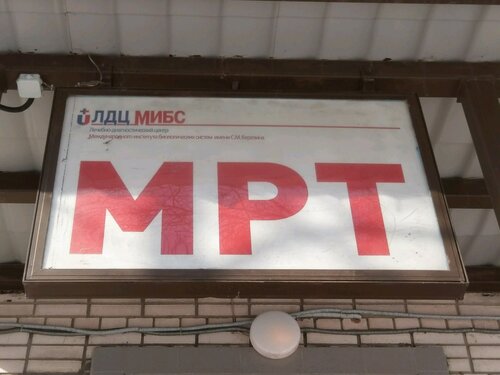 ЛДЦ МИБС
Лечебно-диагностический центр
Международного института биологических систем имени С.М. Березина
МРТ